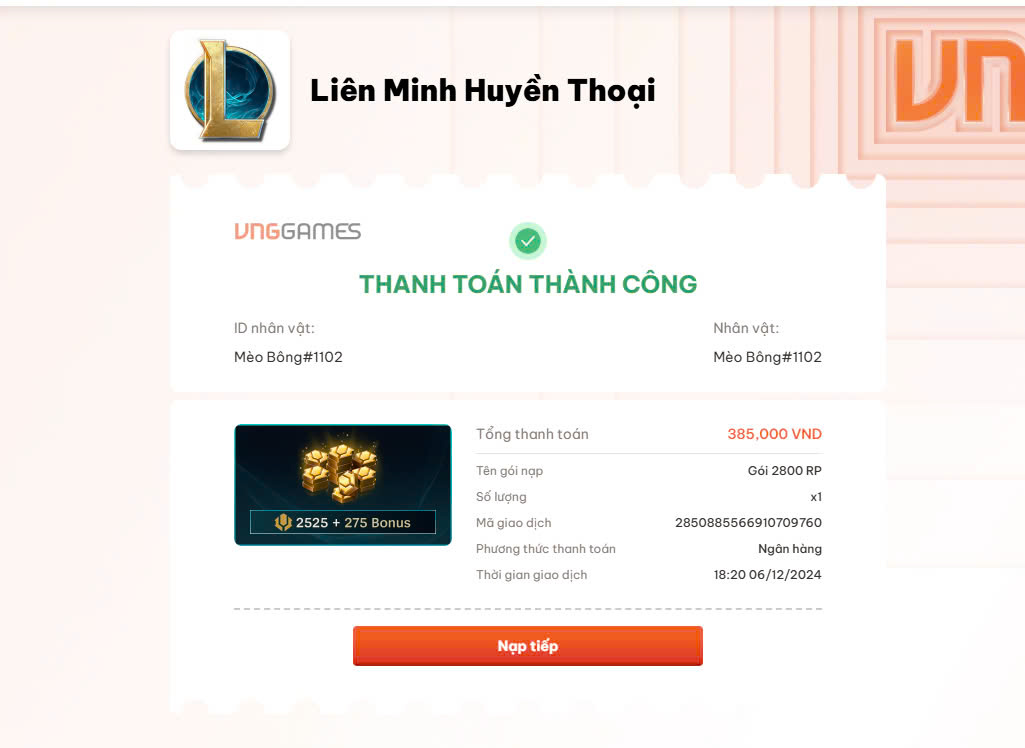 Liên Minh Huyền Thoại
VNGGAMES
THANH TOÁN THÀNH CÔNG
ID nhân vật:
Nhân vật:
Mèo Bông#1102
Mèo Bông#1102
Tổng thanh toán 385,000 VND
Tên gói nạp Gói 2800 RP
Số lượng x1
2525 + 275 Bonus
Mã giao dịch 2850885566910709760
Phương thức thanh toán Ngân hàng
Thời gian giao dịch 18:20 06/12/2024
Nạp tiếp